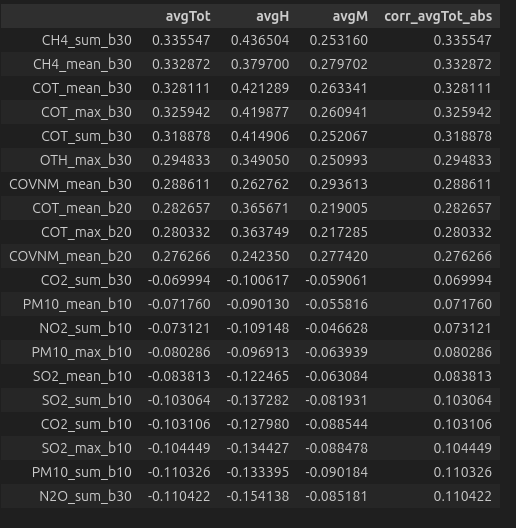 avgTot avgH avgM corr_avgTot_abs
CH4_sum_b30 0.335547 0.436504 0.253160 0.335547
CH4_mean_b30 0.332872 0.379700 0.279702 0.332872
COT_mean_b30 0.328111 0.421289 0.263341 0.328111
COT_max_b30 0.325942 0.419877 0.260941 0.325942
COT_sum_b30 0.318878 0.414906 0.252067 0.318878
OTH_max_b30 0.294833 0.349050 0.250993 0.294833
COVNM_mean_b30 0.288611 0.262762 0.293613 0.288611
COT_mean_b20 0.282657 0.365671 0.219005 0.282657
COT_max_b20 0.280332 0.363749 0.217285 0.280332
COVNM_mean_b20 0.276266 0.242350 0.277420 0.276266
CO2_sum_b30 -0.069994 -0.100617 -0.059061 0.069994
PM10_mean_b10 -0.071760 -0.090130 -0.055816 0.071760
NO2_sum_b10 -0.073121 -0.109148 -0.046628 0.073121
PM10_max_b10 -0.080286 -0.096913 -0.063939 0.080286
SO2_mean_b10 -0.083813 -0.122465 -0.063084 0.083813
SO2_sum_b10 -0.103064 -0.137282 -0.081931 0.103064
CO2_sum_b10 -0.103106 -0.127980 -0.088544 0.103106
SO2_max_b10 -0.104449 -0.134427 -0.088478 0.104449
PM10_sum_b10 -0.110326 -0.133395 -0.090184 0.110326
N2O_sum_b30 -0.110422 -0.154138 -0.085181 0.110422